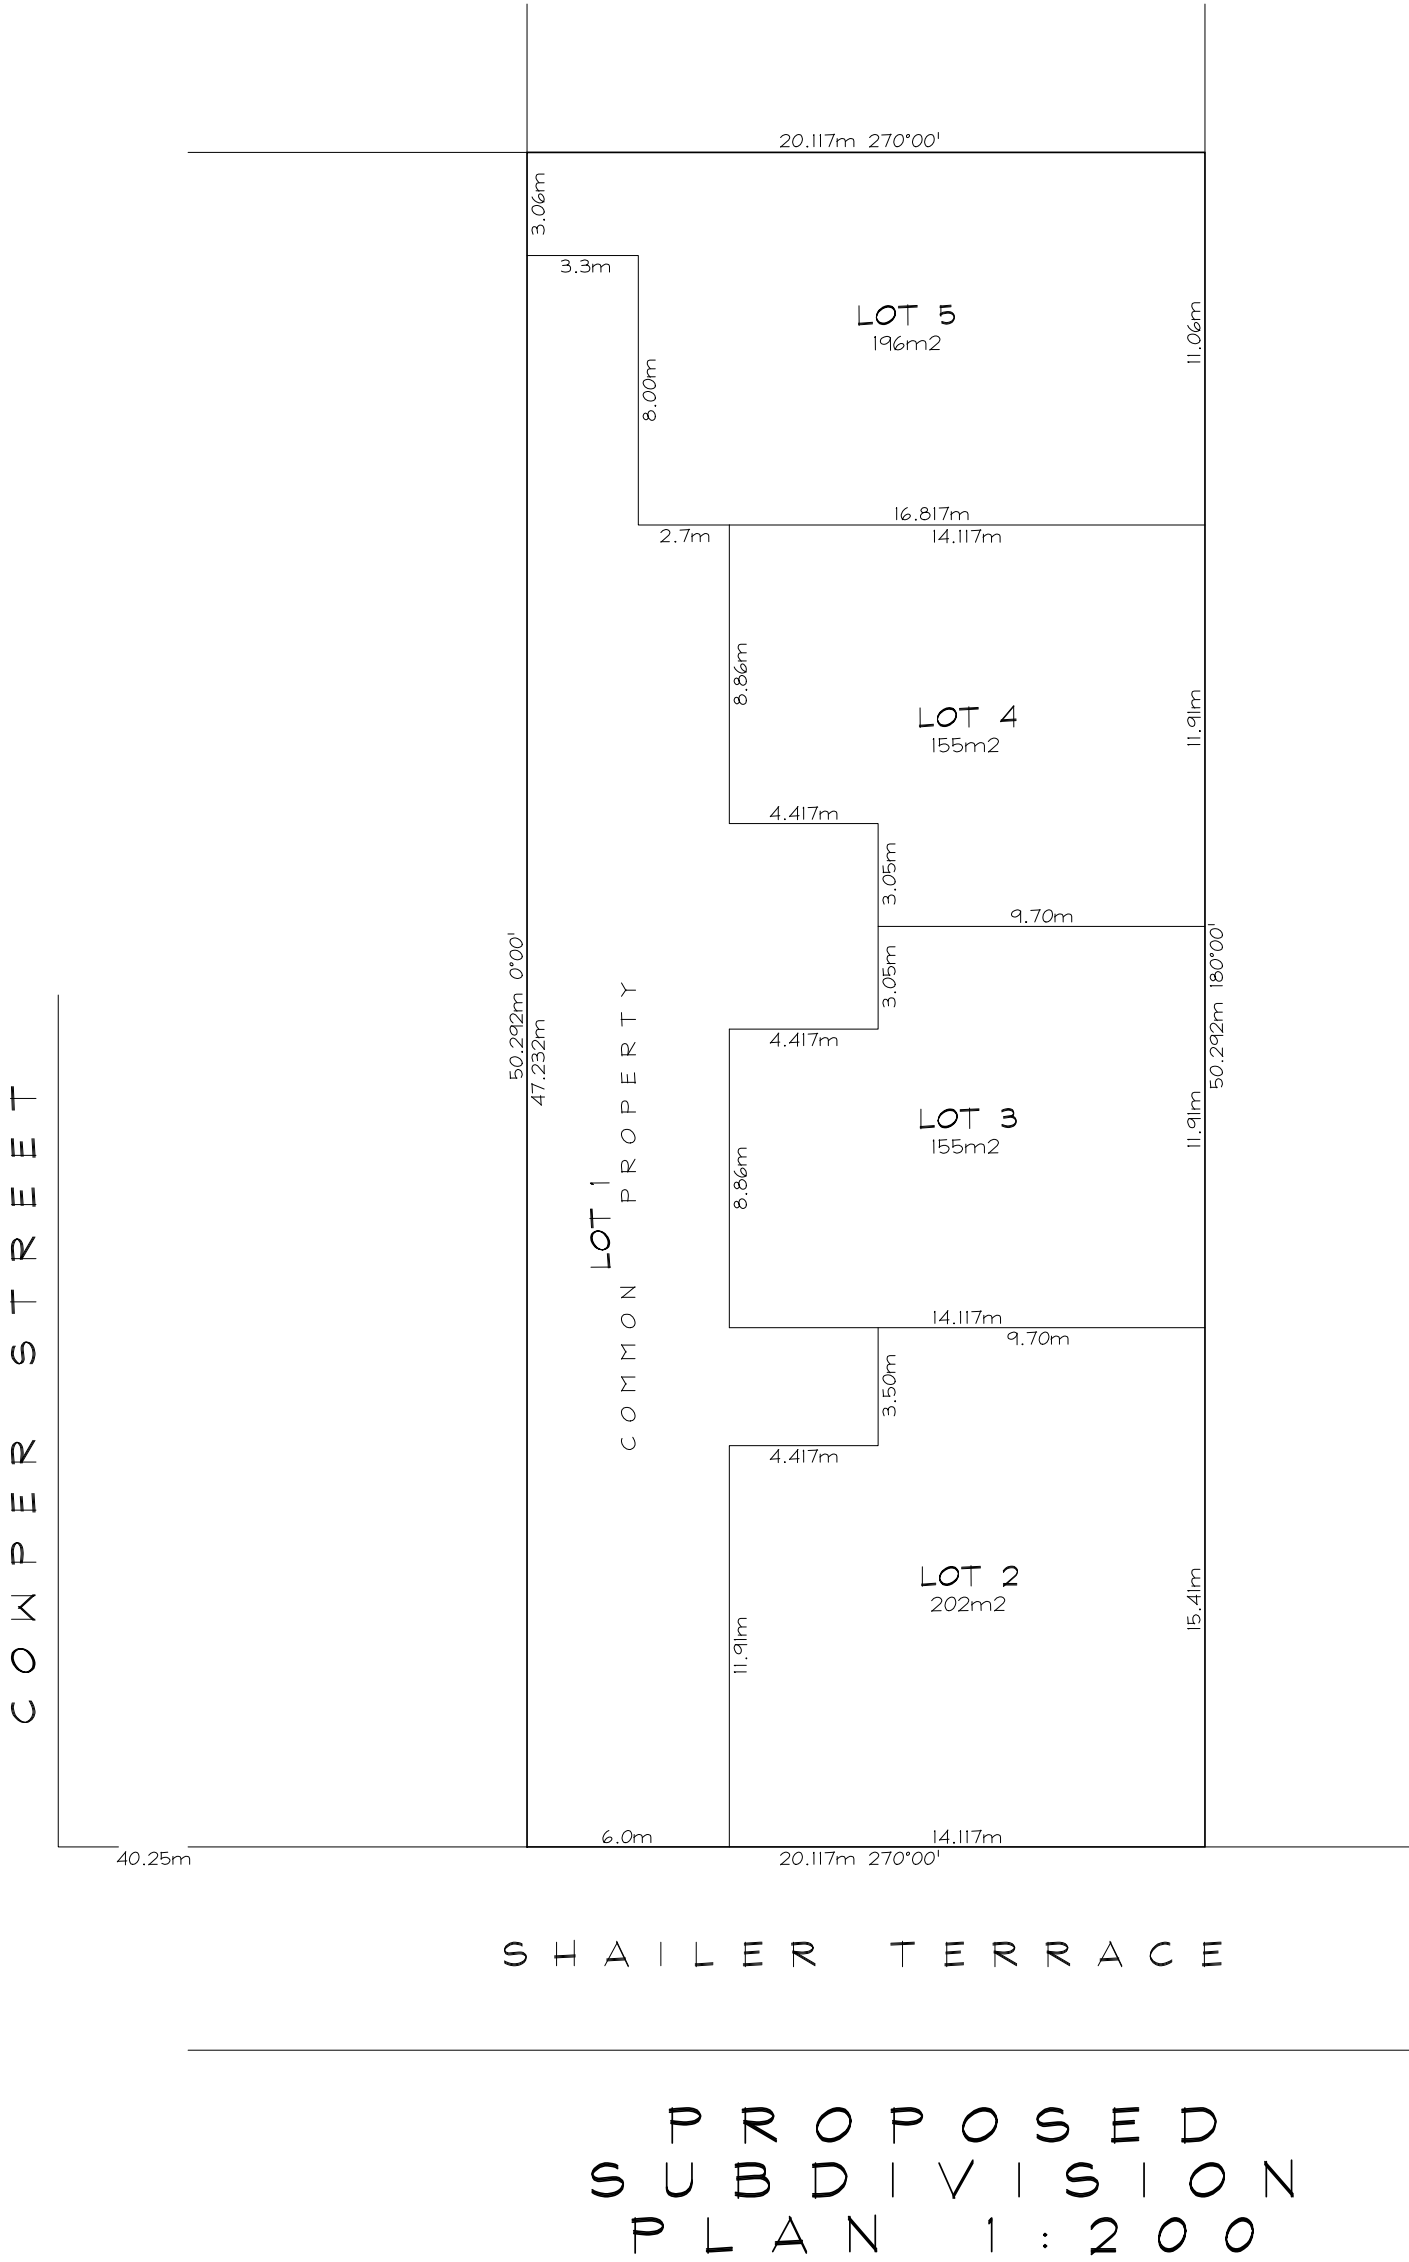 20.117m 270°00'
3.06m
3.3m
LOT 5
196m2
11.06m
8.00m
16.817m
2.7m
14.117m
8.86m
LOT 4
155m2
11.91m
4.417m
3.05m
9.70m
50.292m 0°00'
47.232m
3.05m
50.292m 180°00'
4.417m
LOT 1
COMMON PROPERTY
8.86m
LOT 3
155m2
11.91m
14.117m
9.70m
3.50m
4.417m
LOT 2
202m2
15.41m
11.91m
COWPER STREET
6.0m
14.117m
40.25m
20.117m 270°00'
SHAILER TERRACE
PROPOSED
SUBDIVISION
PLAN 1:200